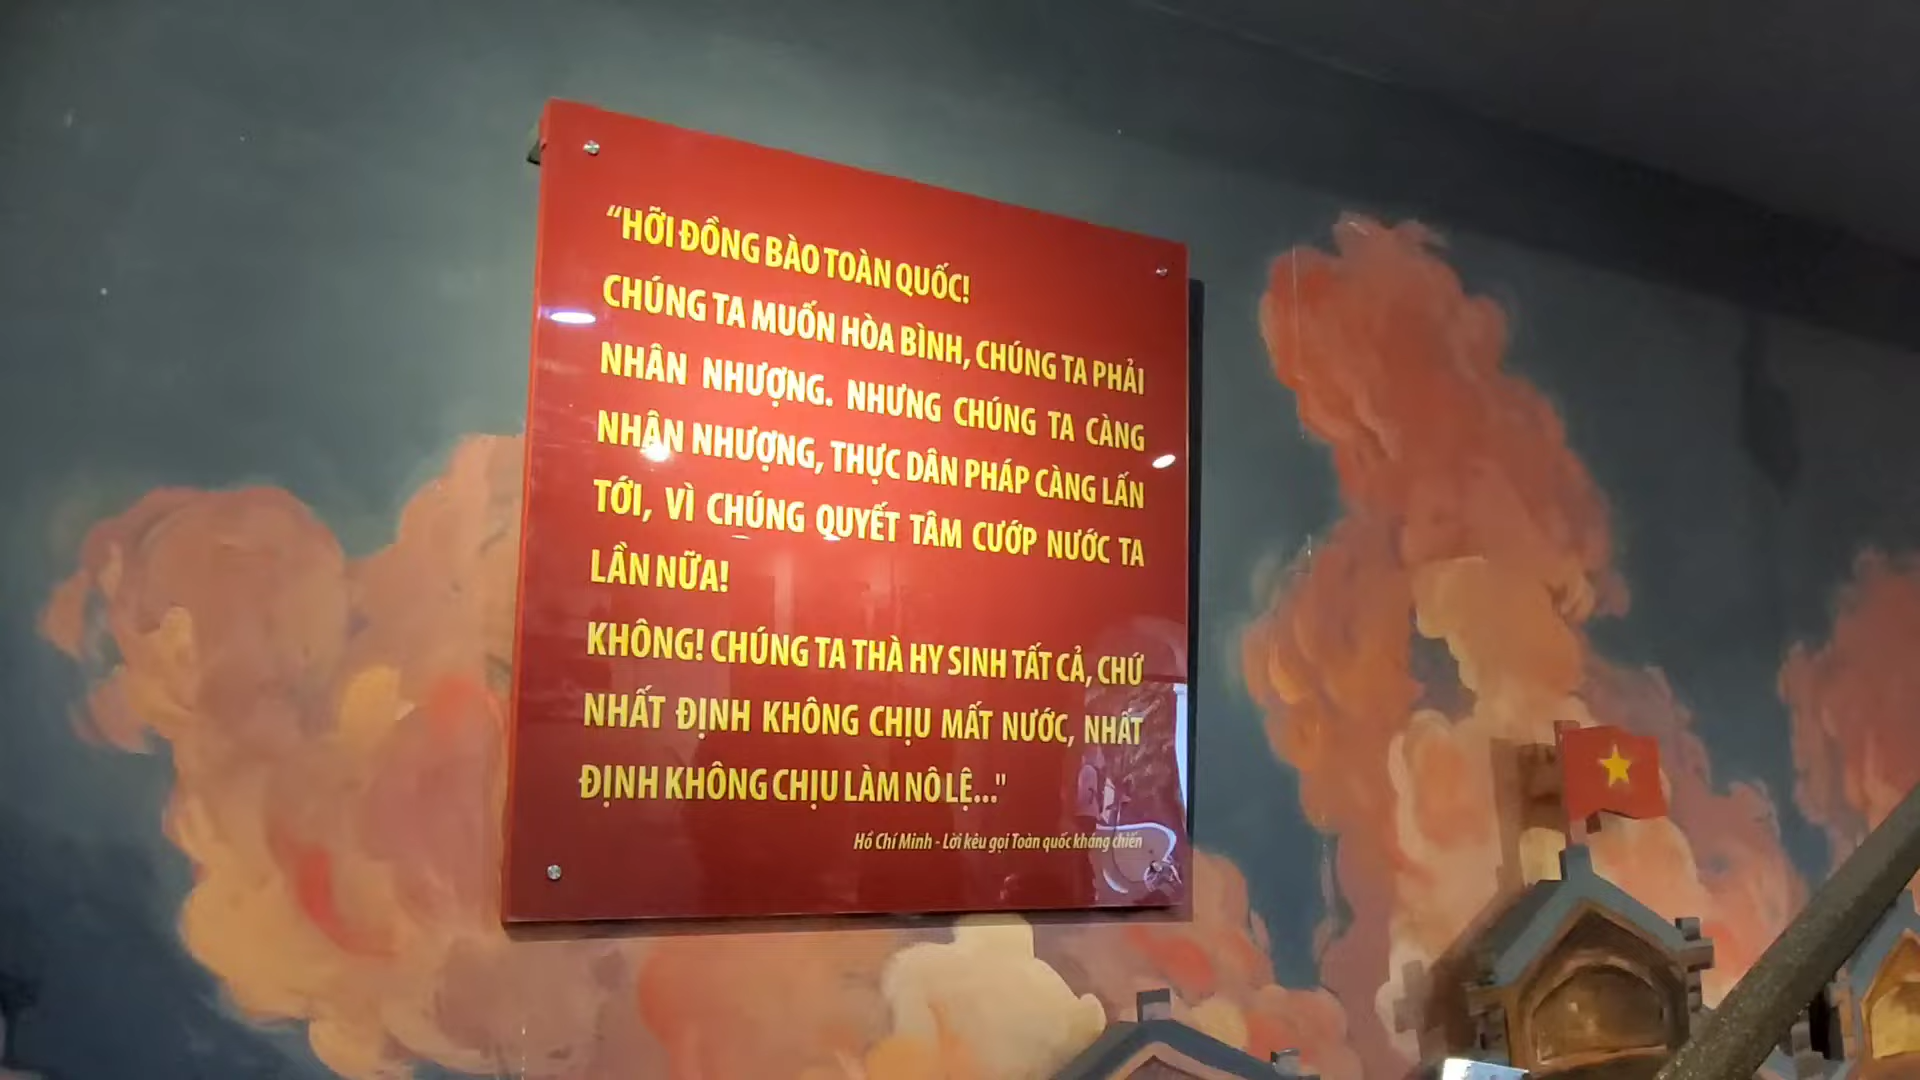 “HỠI ĐỒNG BÀO TOÀN QUỐC!
CHÚNG TA MUỐN HÒA BÌNH, CHÚNG TA PHẢI
NHÂN NHƯỢNG. NHƯNG CHÚNG TA CÀNG
NHÂN NHƯỢNG, THỰC DÂN PHÁP CÀNG LẤN
TỚI, VÌ CHÚNG QUYẾT TÂM CƯỚP NƯỚC TA
LẦN NỮA!
KHÔNG! CHÚNG TA THÀ HY SINH TẤT CẢ, CHỨ
NHẤT ĐỊNH KHÔNG CHỊU MẤT NƯỚC, NHẤT
ĐỊNH KHÔNG CHỊU LÀM NÔ LỆ..."
Hồ Chí Minh - Lời kêu gọi Toàn quốc kháng chiến